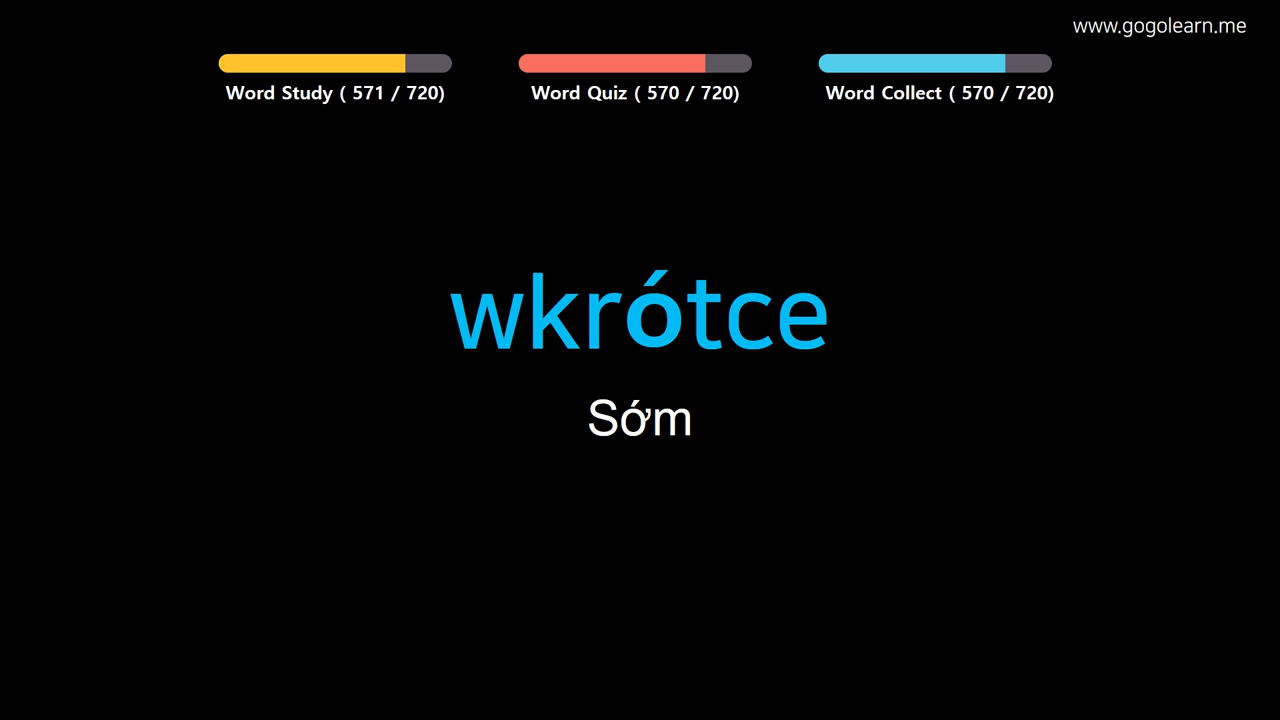 www.gogolearn.me
Word Study ( 571 / 720)
Word Quiz ( 570 / 720)
Word Collect ( 570 / 720)
wkrótce
Sớm